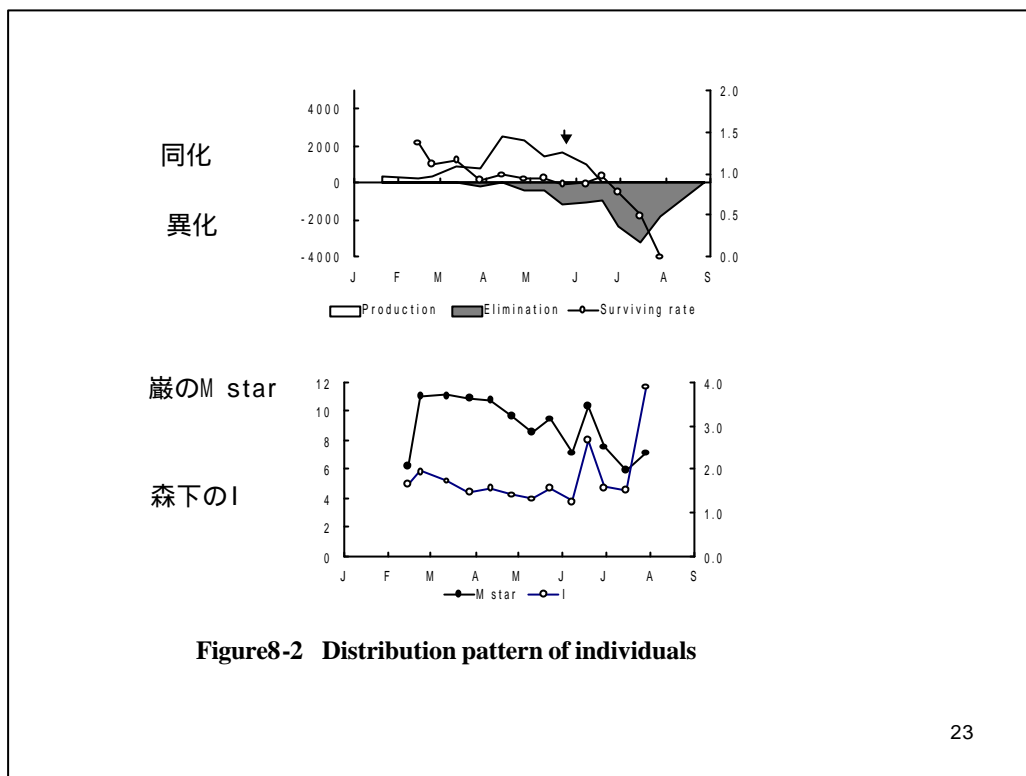 4000
2000
0
-2000
-4000
2.0
1.5
1.0
0.5
0.0
同化
異化
J F M A M J J A S
Production Elimination Surviving rate
巌のM star
森下のI
12
10
8
6
4
2
0
4.0
3.0
2.0
1.0
0.0
J F M A M J J A S
M star I
Figure8-2 Distribution pattern of individuals
23